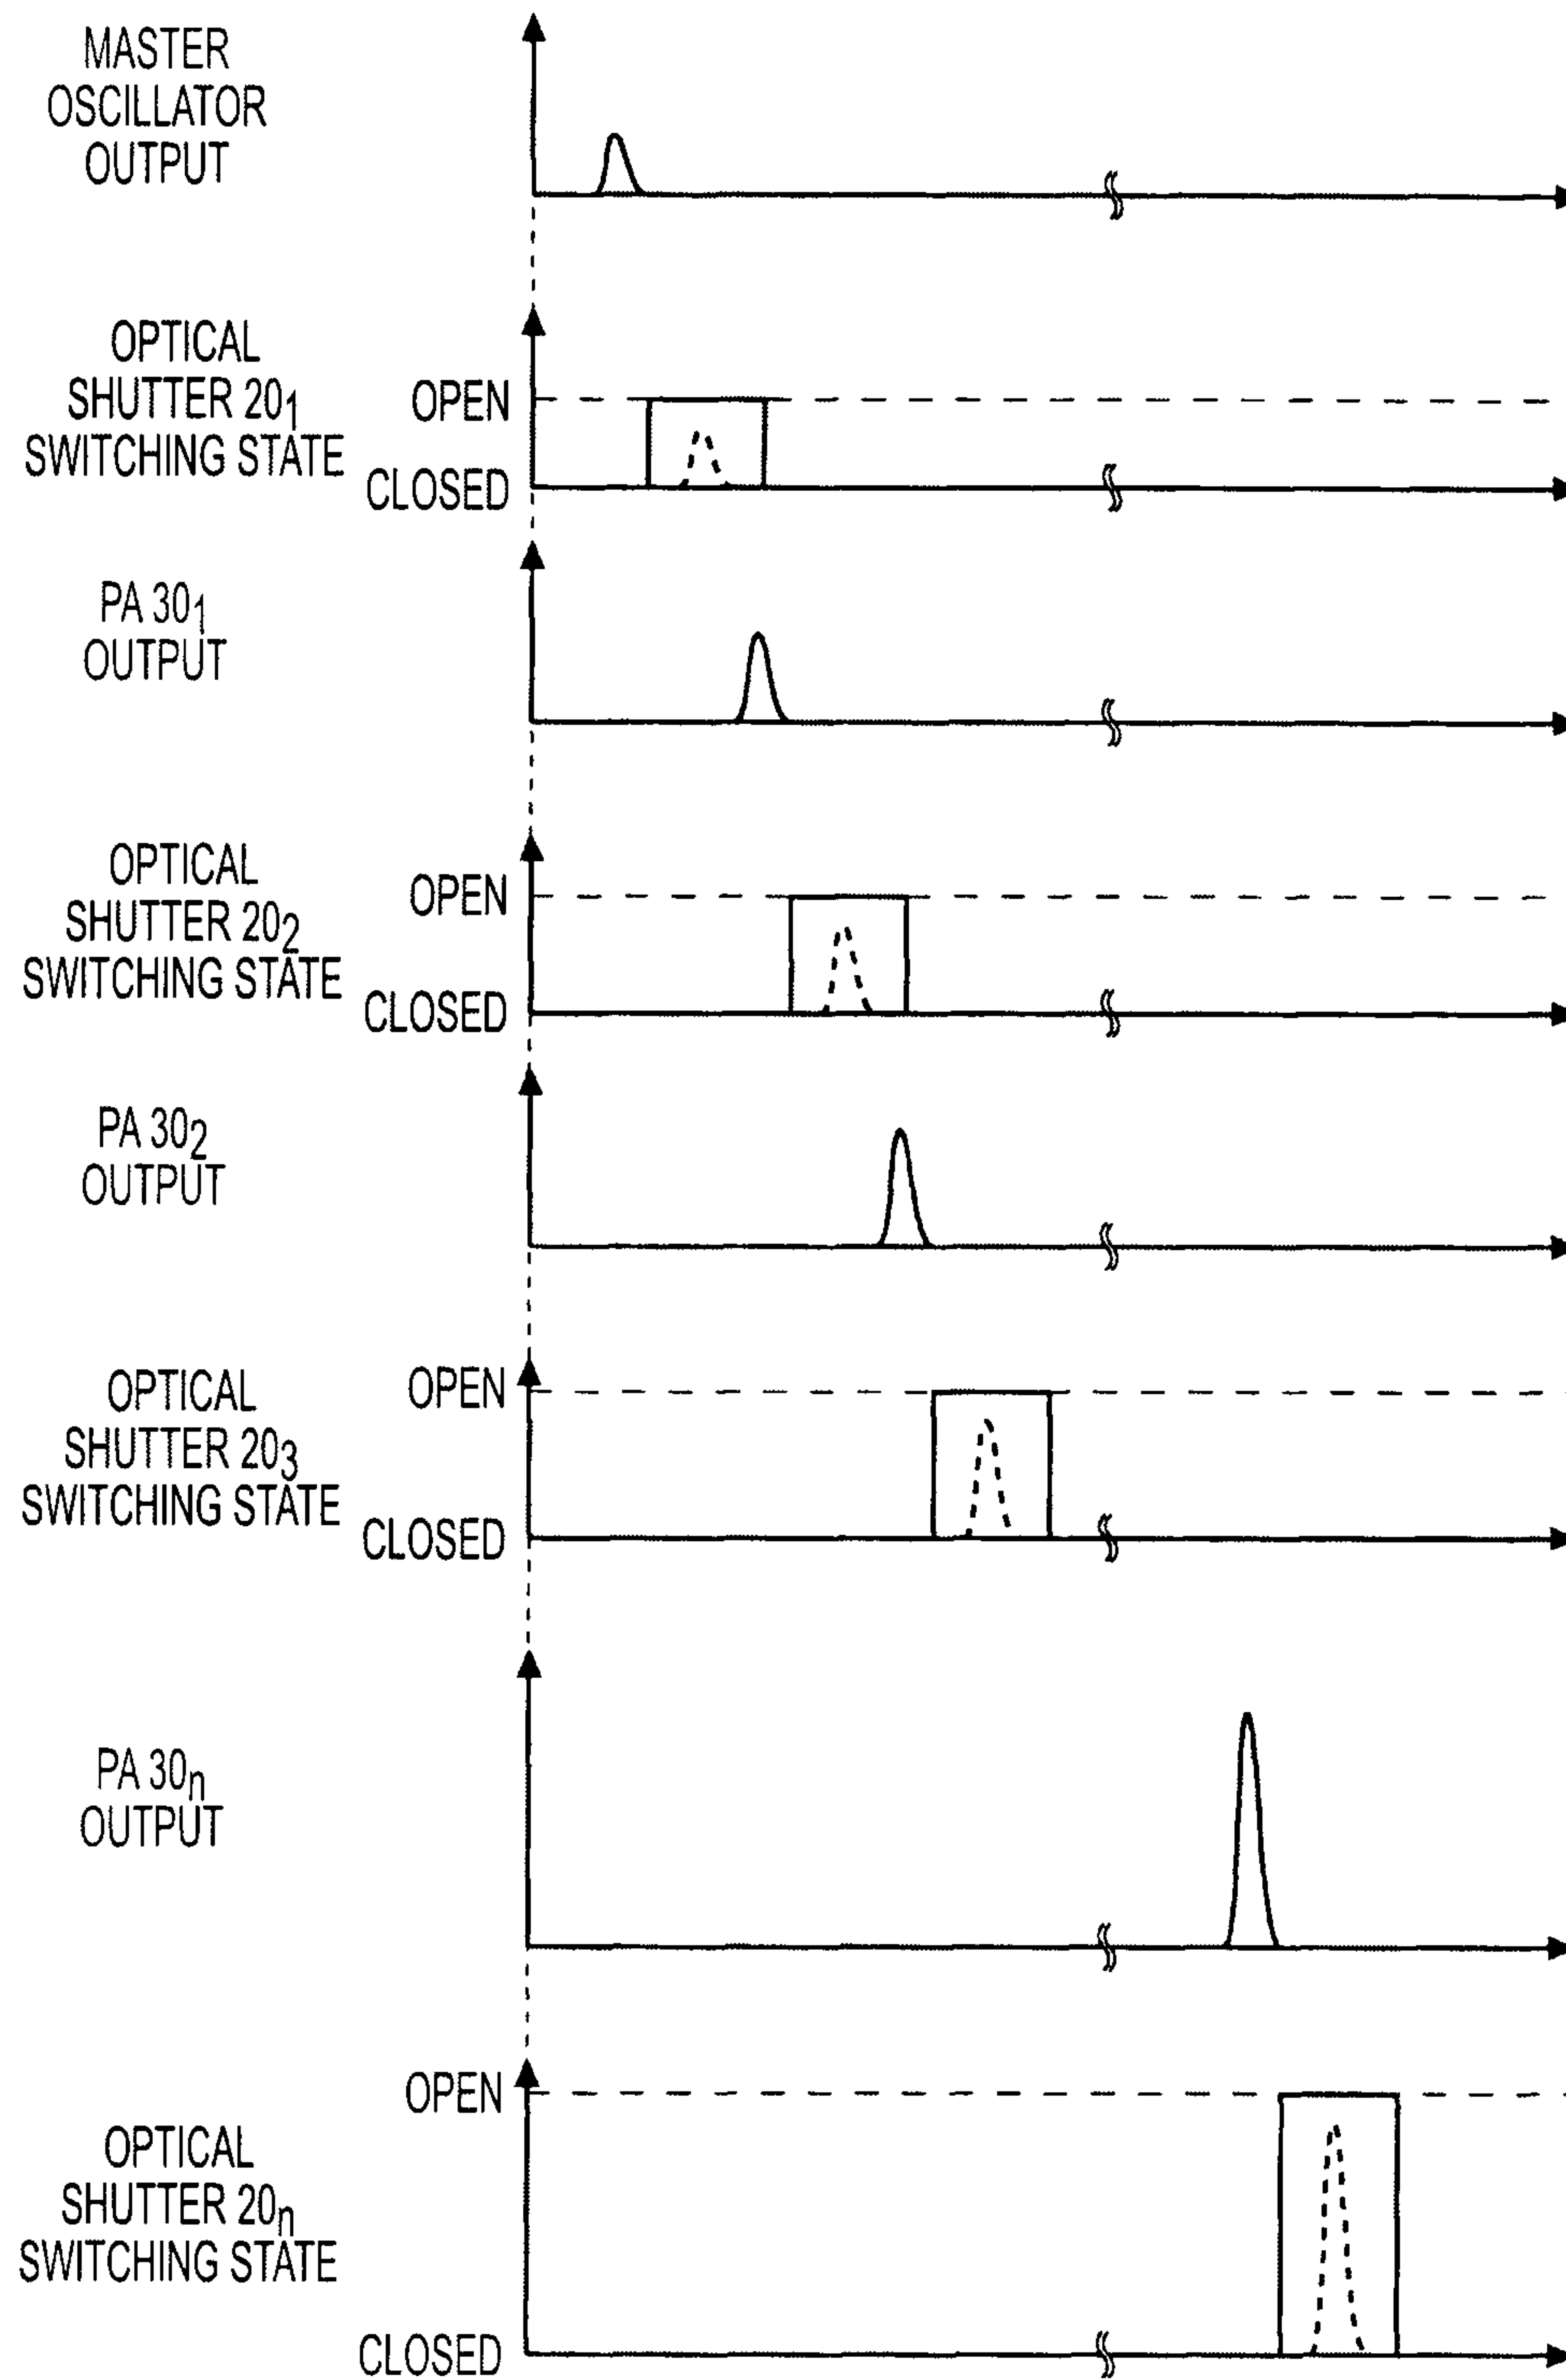 MASTER
OSCILLATOR
OUTPUT
OPTICAL
SHUTTER 20₁
SWITCHING STATE
OPEN
CLOSED
PA 30₁
OUTPUT
OPTICAL
SHUTTER 20₂
SWITCHING STATE
OPEN
CLOSED
PA 30₂
OUTPUT
OPTICAL
SHUTTER 20₃
SWITCHING STATE
OPEN
CLOSED
PA 30ₙ
OUTPUT
OPTICAL
SHUTTER 20ₙ
SWITCHING STATE
OPEN
CLOSED